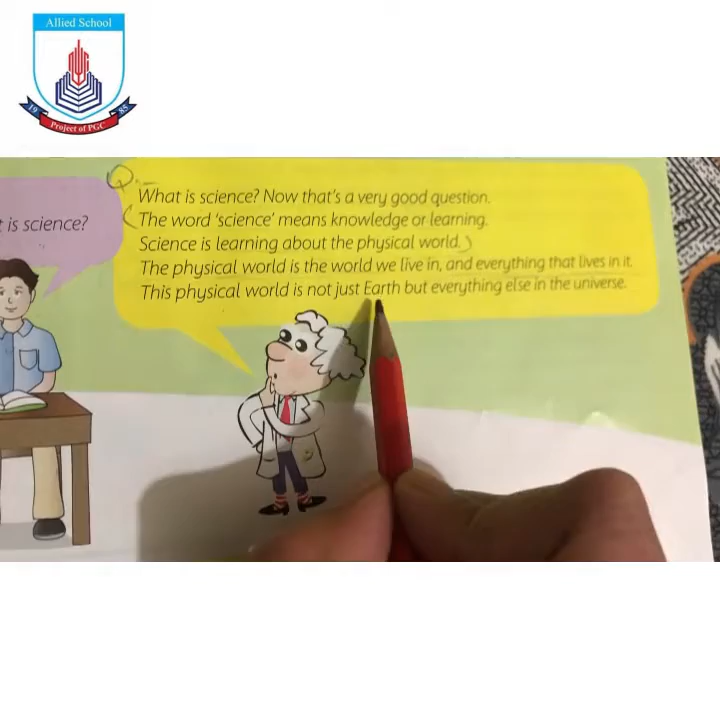 Allied School
19 85
Project of PGC
Q.
t is science?
What is science? Now that's a very good question.
The word 'science' means knowledge or learning.
Science is learning about the physical world.
The physical world is the world we live in, and everything that lives in it.
This physical world is not just Earth but everything else in the universe.